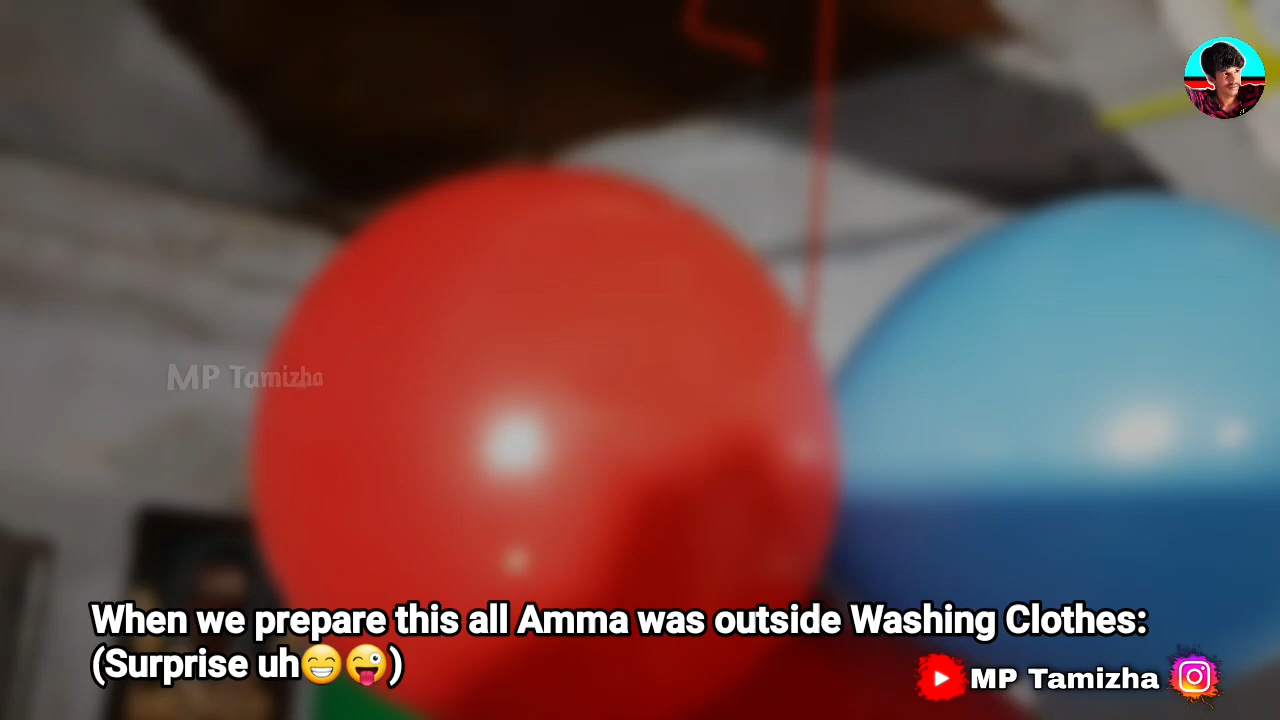 MP Tamizha
When we prepare this all Amma was outside Washing Clothes:
(Surprise uh😁😜)
MP Tamizha